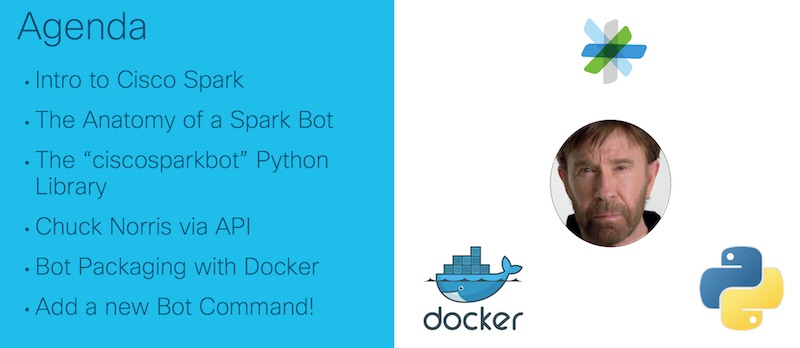 Agenda
• Intro to Cisco Spark
• The Anatomy of a Spark Bot
• The “ciscosparkbot” Python
Library
• Chuck Norris via API
• Bot Packaging with Docker
• Add a new Bot Command!
docker